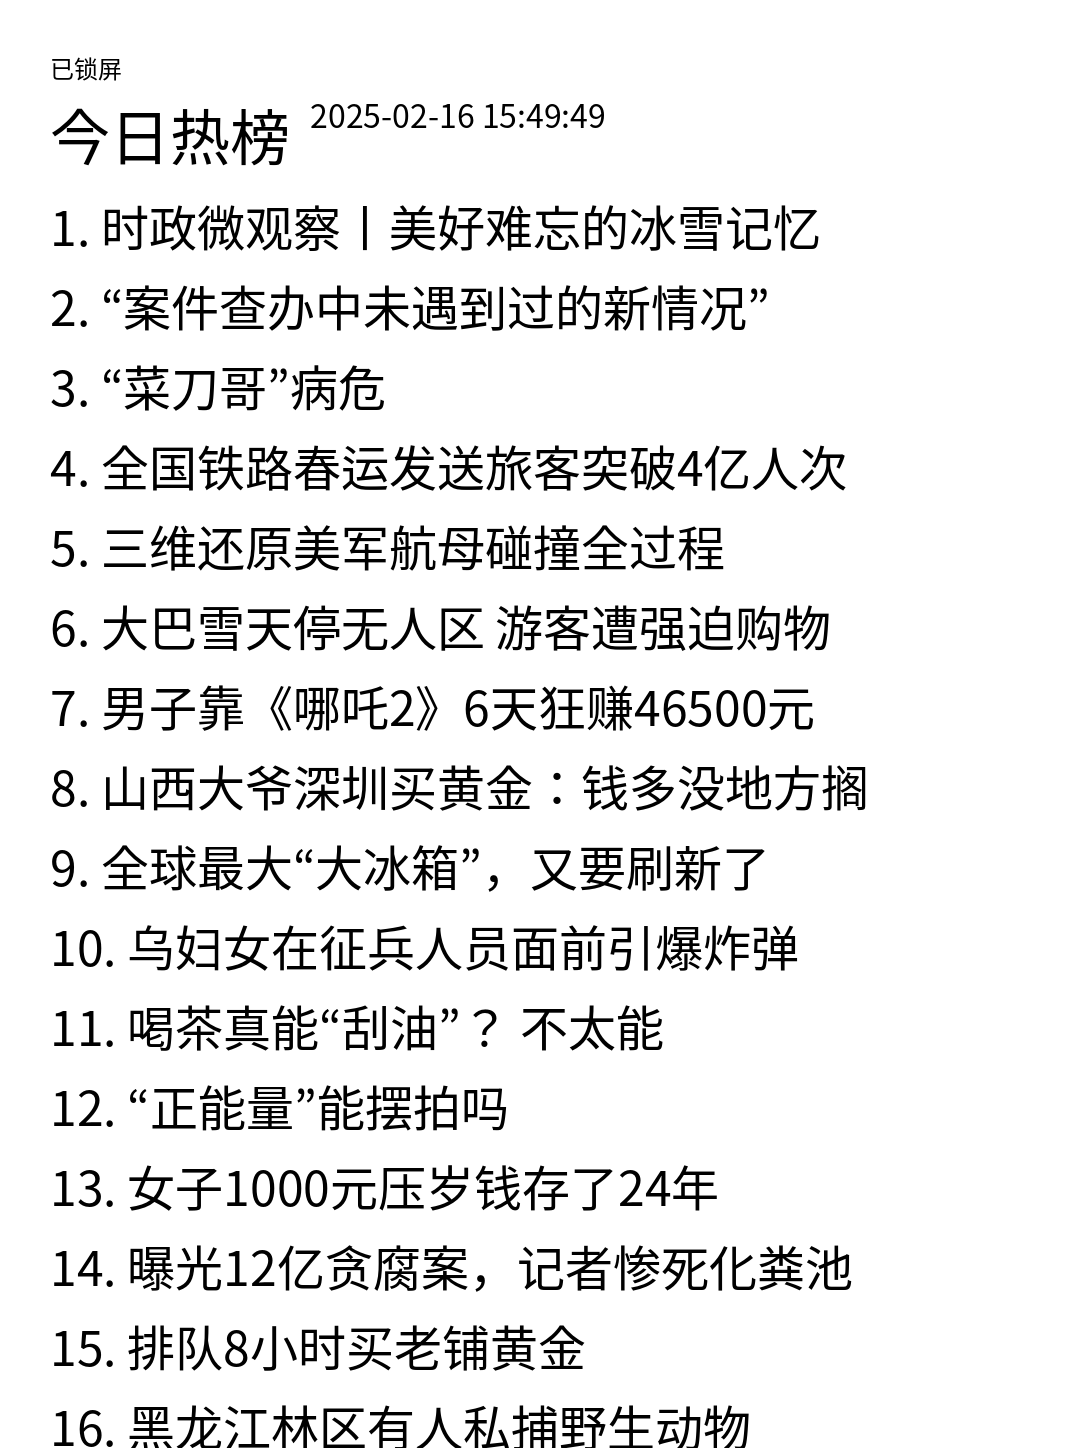 已锁屏
今日热榜 2025-02-16 15:49:49
1. 时政微观察丨美好难忘的冰雪记忆
2. “案件查办中未遇到过的新情况”
3. “菜刀哥”病危
4. 全国铁路春运发送旅客突破4亿人次
5. 三维还原美军航母碰撞全过程
6. 大巴雪天停无人区 游客遭强迫购物
7. 男子靠《哪吒2》6天狂赚46500元
8. 山西大爷深圳买黄金：钱多没地方搁
9. 全球最大“大冰箱”，又要刷新了
10. 乌妇女在征兵人员面前引爆炸弹
11. 喝茶真能“刮油”？ 不太能
12. “正能量”能摆拍吗
13. 女子1000元压岁钱存了24年
14. 曝光12亿贪腐案，记者惨死化粪池
15. 排队8小时买老铺黄金
16. 黑龙江林区有人私捕野生动物